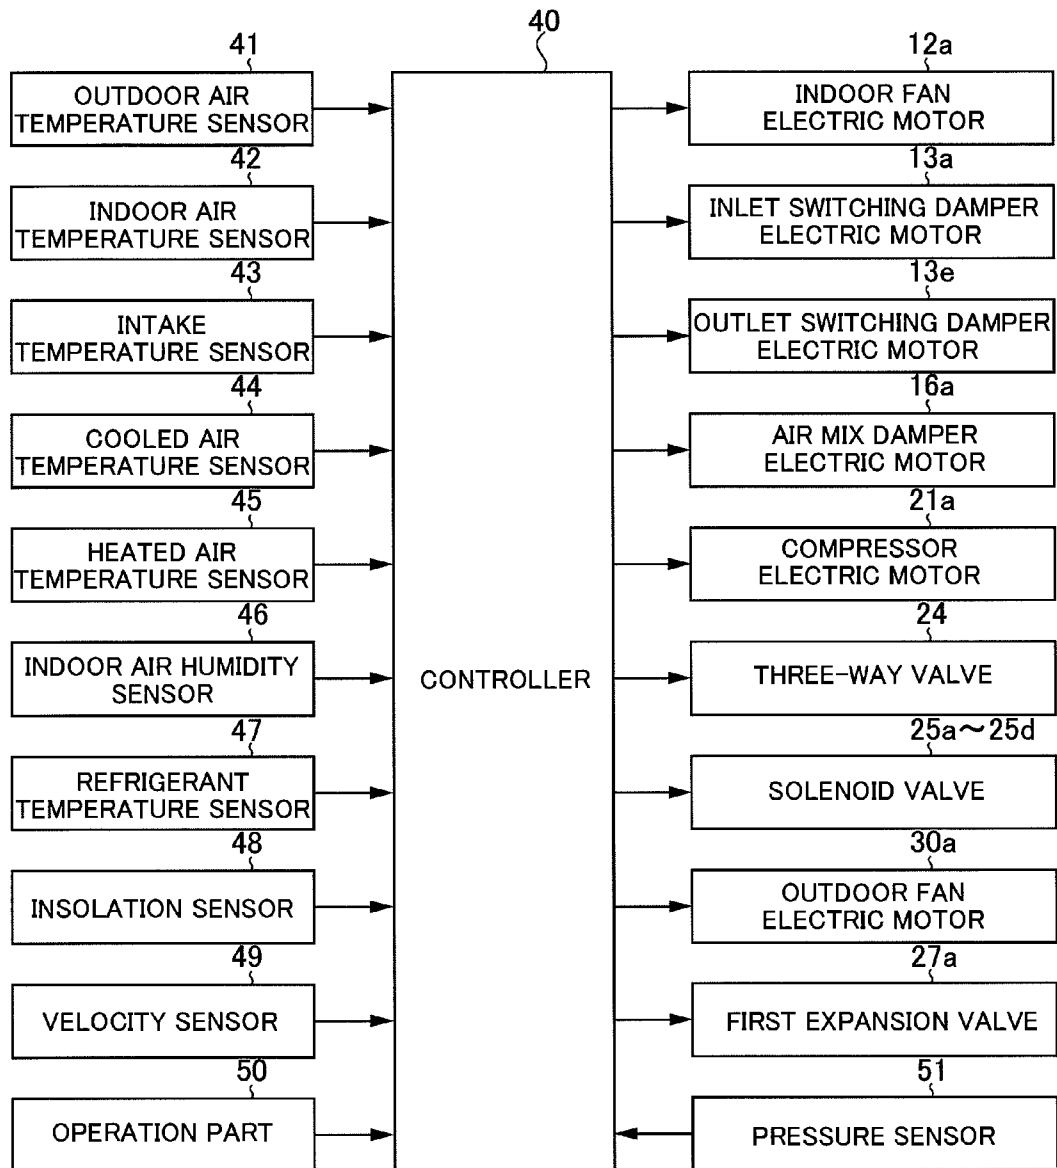 40
41
OUTDOOR AIR
TEMPERATURE SENSOR
42
INDOOR AIR
TEMPERATURE SENSOR
43
INTAKE
TEMPERATURE SENSOR
44
COOLED AIR
TEMPERATURE SENSOR
45
HEATED AIR
TEMPERATURE SENSOR
46
INDOOR AIR HUMIDITY
SENSOR
47
REFRIGERANT
TEMPERATURE SENSOR
48
INSOLATION SENSOR
49
VELOCITY SENSOR
50
OPERATION PART
CONTROLLER
12a
INDOOR FAN
ELECTRIC MOTOR
13a
INLET SWITCHING DAMPER
ELECTRIC MOTOR
13e
OUTLET SWITCHING DAMPER
ELECTRIC MOTOR
16a
AIR MIX DAMPER
ELECTRIC MOTOR
21a
COMPRESSOR
ELECTRIC MOTOR
24
THREE-WAY VALVE
25a～25d
SOLENOID VALVE
30a
OUTDOOR FAN
ELECTRIC MOTOR
27a
FIRST EXPANSION VALVE
51
PRESSURE SENSOR